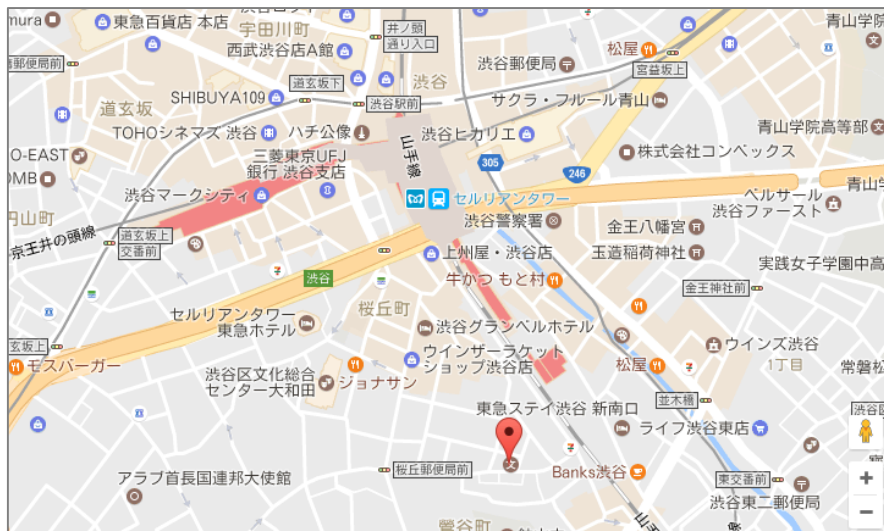 東急百貨店 本店
宇田川町
井ノ頭
通り入口
西武渋谷店A館
渋谷郵便局
松屋
宮益坂上
青山学院
郵便局前
道玄坂下
渋谷
道玄坂
SHIBUYA109
渋谷駅前
サクラ・フルール青山
TOHOシネマズ 渋谷
ハチ公像
山手線
渋谷ヒカリエ
青山学院高等部
O-EAST
三菱東京UFJ
銀行 渋谷支店
305
株式会社コンベックス
246
渋谷マークシティ
セルリアンタワー
ベルサール
渋谷ファースト
青山
円山町
渋谷警察署
金王八幡宮
京王井の頭線
道玄坂上
交番前
上州屋・渋谷店
玉造稲荷神社
実践女子学園中高
渋谷
牛かつ もと村
金王神社前
桜丘町
セルリアンタワー
東急ホテル
渋谷グランベルホテル
玄坂上
モスバーガー
ウインザーラケット
ショップ渋谷店
ウインズ渋谷
1丁目
渋谷区文化総合
センター大和田
ジョナサン
松屋
常磐松
並木橋
東急ステイ渋谷 新南口
渋谷区
ライフ渋谷東店
桜丘郵便局前
Banks渋谷
アラブ首長国連邦大使館
東交番前
渋谷東二郵便局
鶯谷町